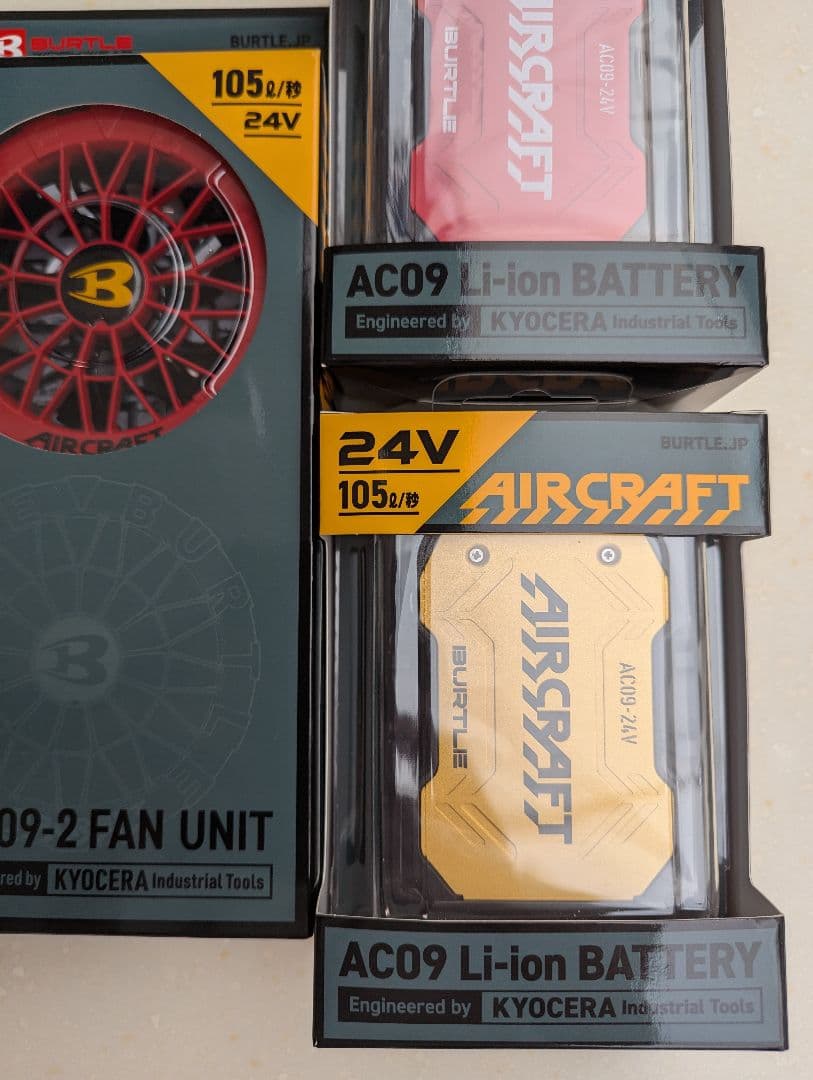 B BURTLE
BURTLE.JP
105ℓ/秒
24V
B
AIRCRAFT
B
09-2 FAN UNIT
red by KYOCERA Industrial Tools
BURTLE
AIRCRAFT
AC09-24V
AC09 Li-ion BATTERY
Engineered by KYOCERA Industrial Tools
24V
105ℓ/秒
BURTLE.JP
AIRCRAFT
BURTLE
AIRCRAFT
AC09-24V
AC09 Li-ion BATTERY
Engineered by KYOCERA Industrial Tools